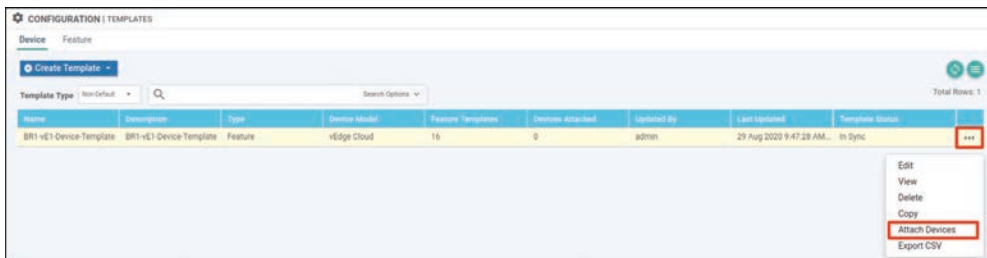 CONFIGURATION | TEMPLATES
Device Feature
Create Template
Template Type Non-Default Search Options Total Rows: 1
Name Description Type Device Model Feature Templates Devices Attached Updated By Last Updated Template Status
BR1-vE1-Device-Template BR1-vE1-Device-Template Feature vEdge Cloud 16 0 admin 29 Aug 2020 9:47:28 AM... In Sync
Edit
View
Delete
Copy
Attach Devices
Export CSV